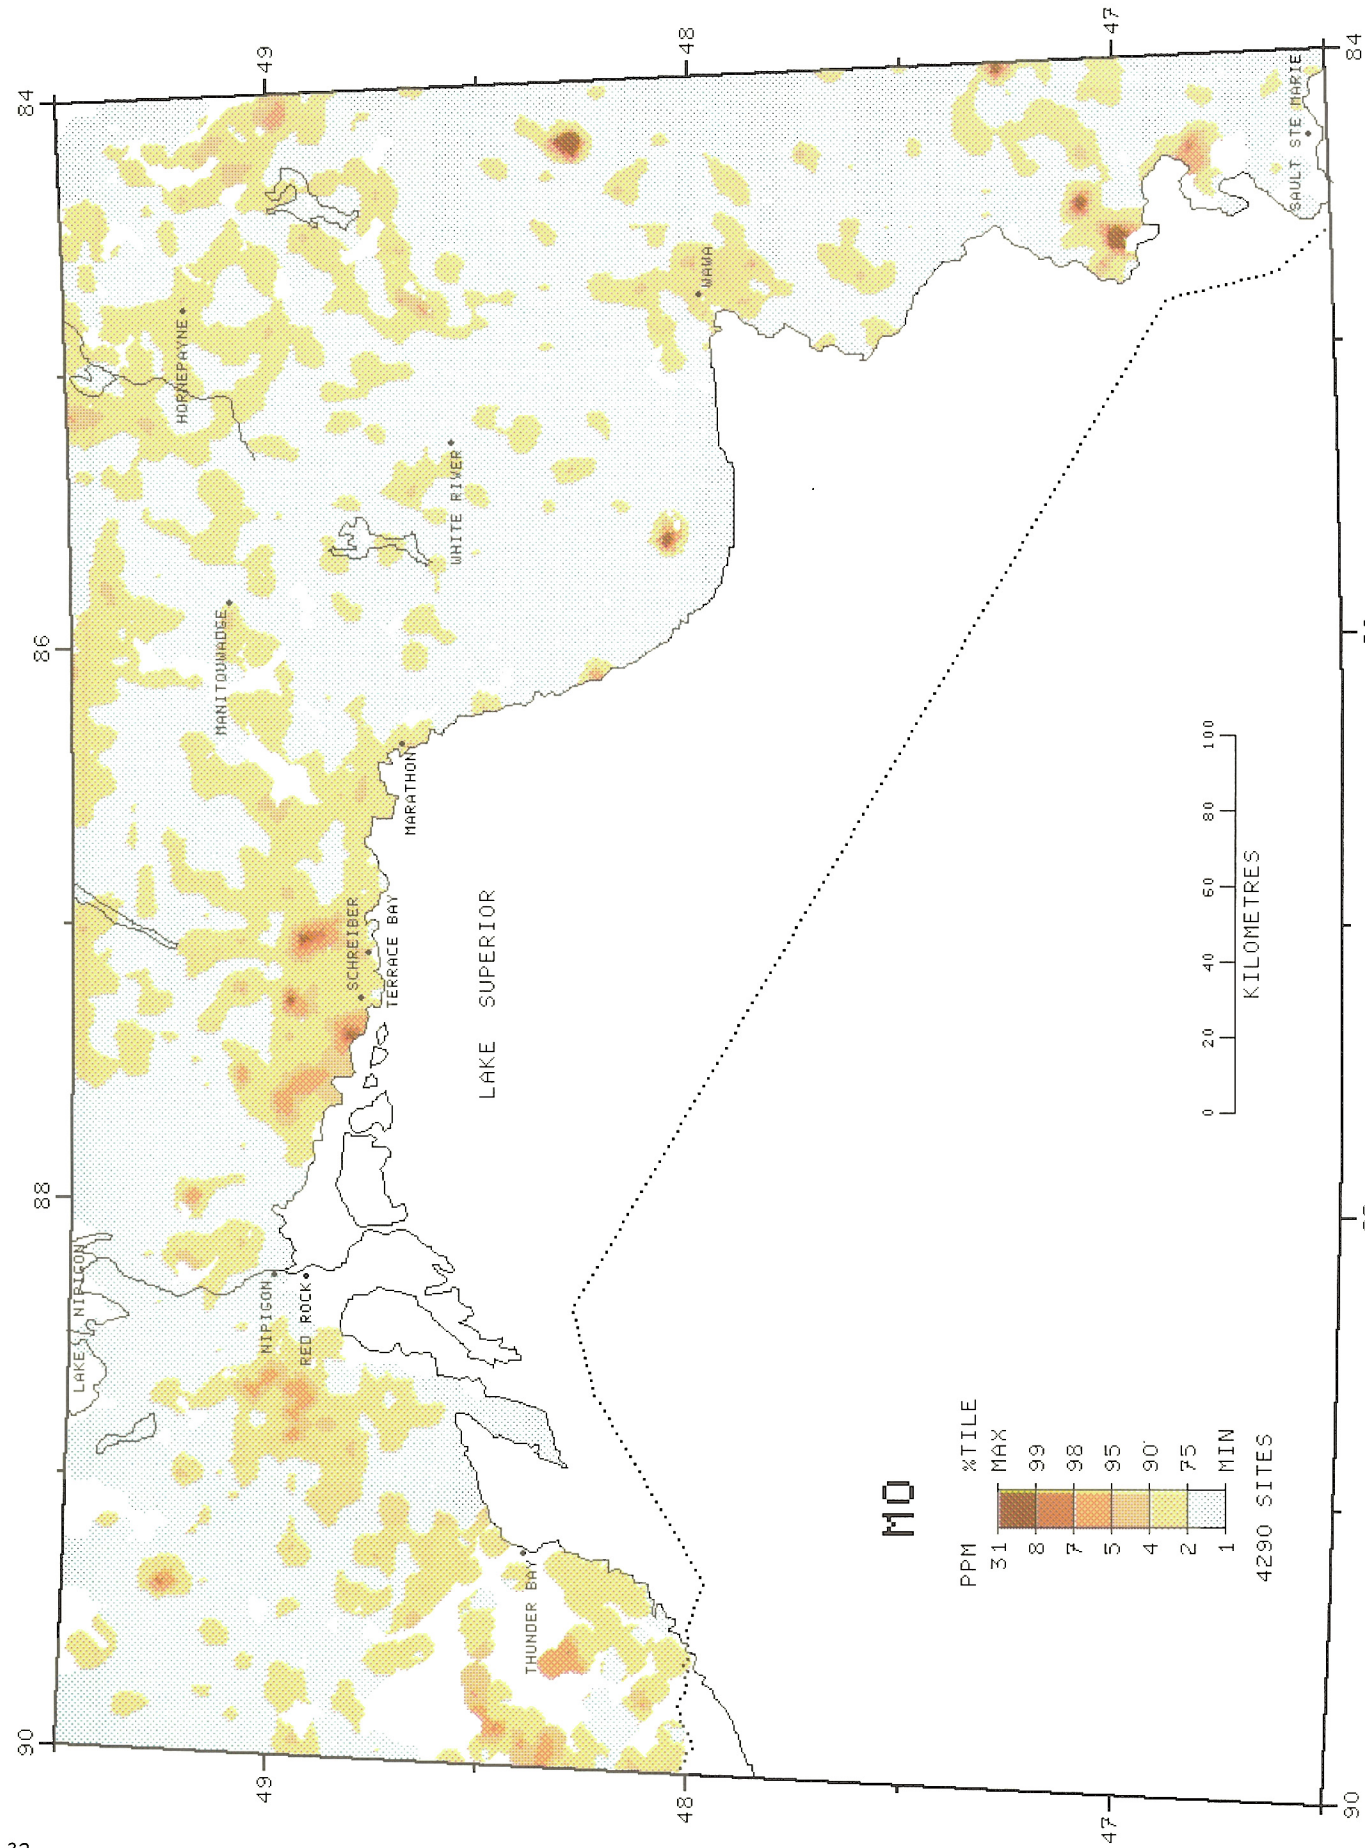 90
88
86
84
49
48
47
49
48
47
90
84
LAKE NIPIGON
HORNEPAYNE
MANITOUWADGE
NIPIGON
RED ROCK
SCHREIBER
TERRACE BAY
MARATHON
WHITE RIVER
THUNDER BAY
WAWA
SAULT STE MARIE
LAKE SUPERIOR
MO
PPM %TILE
31 MAX
8 99
7 98
5 95
4 90
2 75
1 MIN
4290 SITES
0 20 40 60 80 100
KILOMETRES